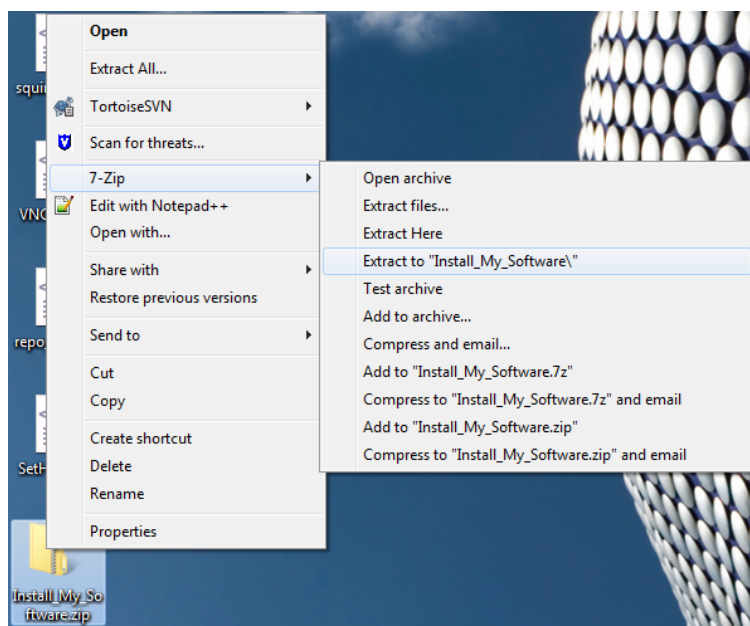 Open
Extract All...
TortoiseSVN
Scan for threats...
7-Zip
Edit with Notepad++
Open with...
Share with
Restore previous versions
Send to
Cut
Copy
Create shortcut
Delete
Rename
Properties
Open archive
Extract files...
Extract Here
Extract to "Install_My_Software\"
Test archive
Add to archive...
Compress and email...
Add to "Install_My_Software.7z"
Compress to "Install_My_Software.7z" and email
Add to "Install_My_Software.zip"
Compress to "Install_My_Software.zip" and email
Install_My_So
ftware.zip